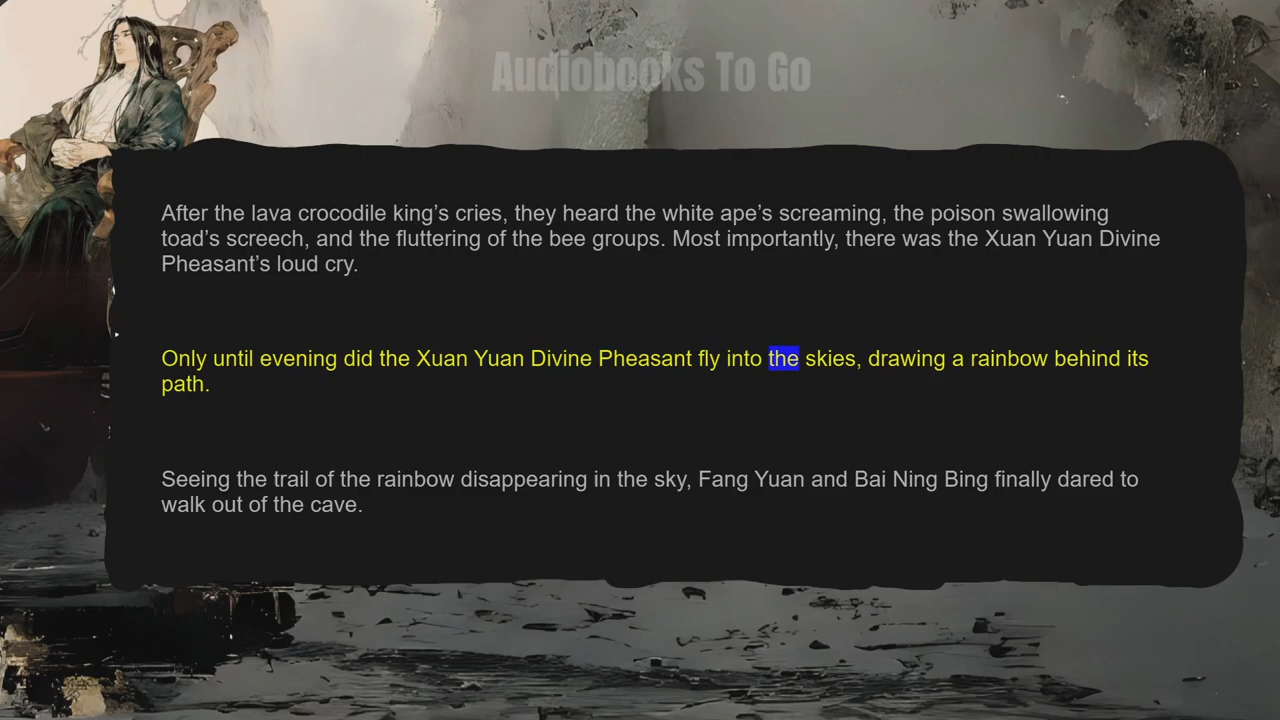 Audiobooks To Go
After the lava crocodile king’s cries, they heard the white ape’s screaming, the poison swallowing
toad’s screech, and the fluttering of the bee groups. Most importantly, there was the Xuan Yuan Divine
Pheasant’s loud cry.
Only until evening did the Xuan Yuan Divine Pheasant fly into the skies, drawing a rainbow behind its
path.
Seeing the trail of the rainbow disappearing in the sky, Fang Yuan and Bai Ning Bing finally dared to
walk out of the cave.